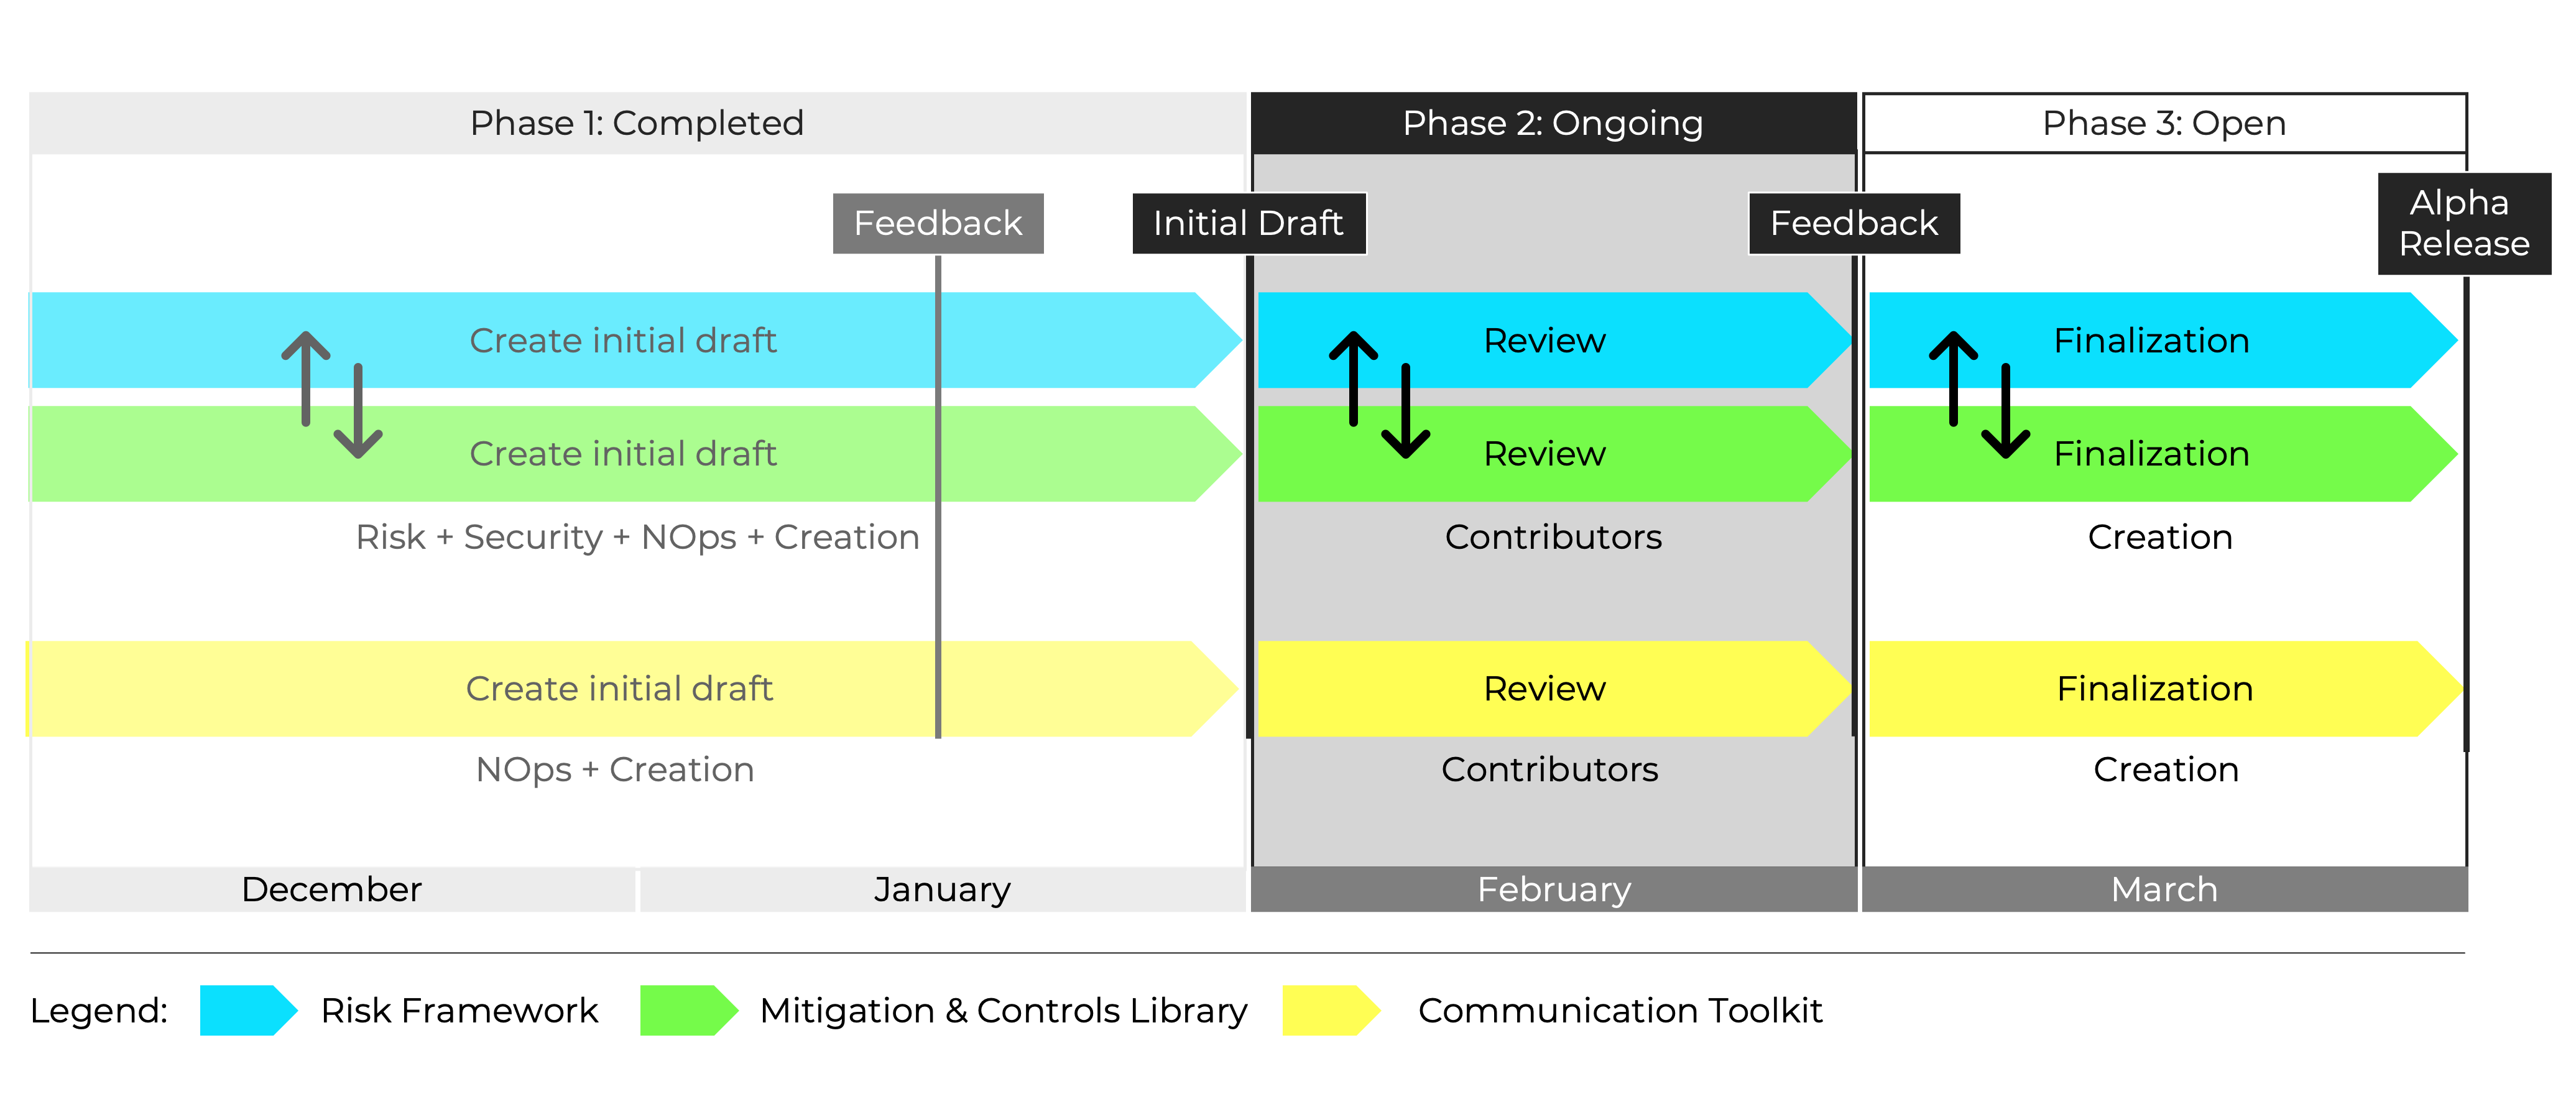 Phase 1: Completed
Phase 2: Ongoing
Phase 3: Open
Feedback
Initial Draft
Feedback
Alpha
Release
Create initial draft
Review
Finalization
Create initial draft
Review
Finalization
Risk + Security + NOps + Creation
Contributors
Creation
Create initial draft
Review
Finalization
NOps + Creation
Contributors
Creation
December
January
February
March
Legend:
Risk Framework
Mitigation & Controls Library
Communication Toolkit